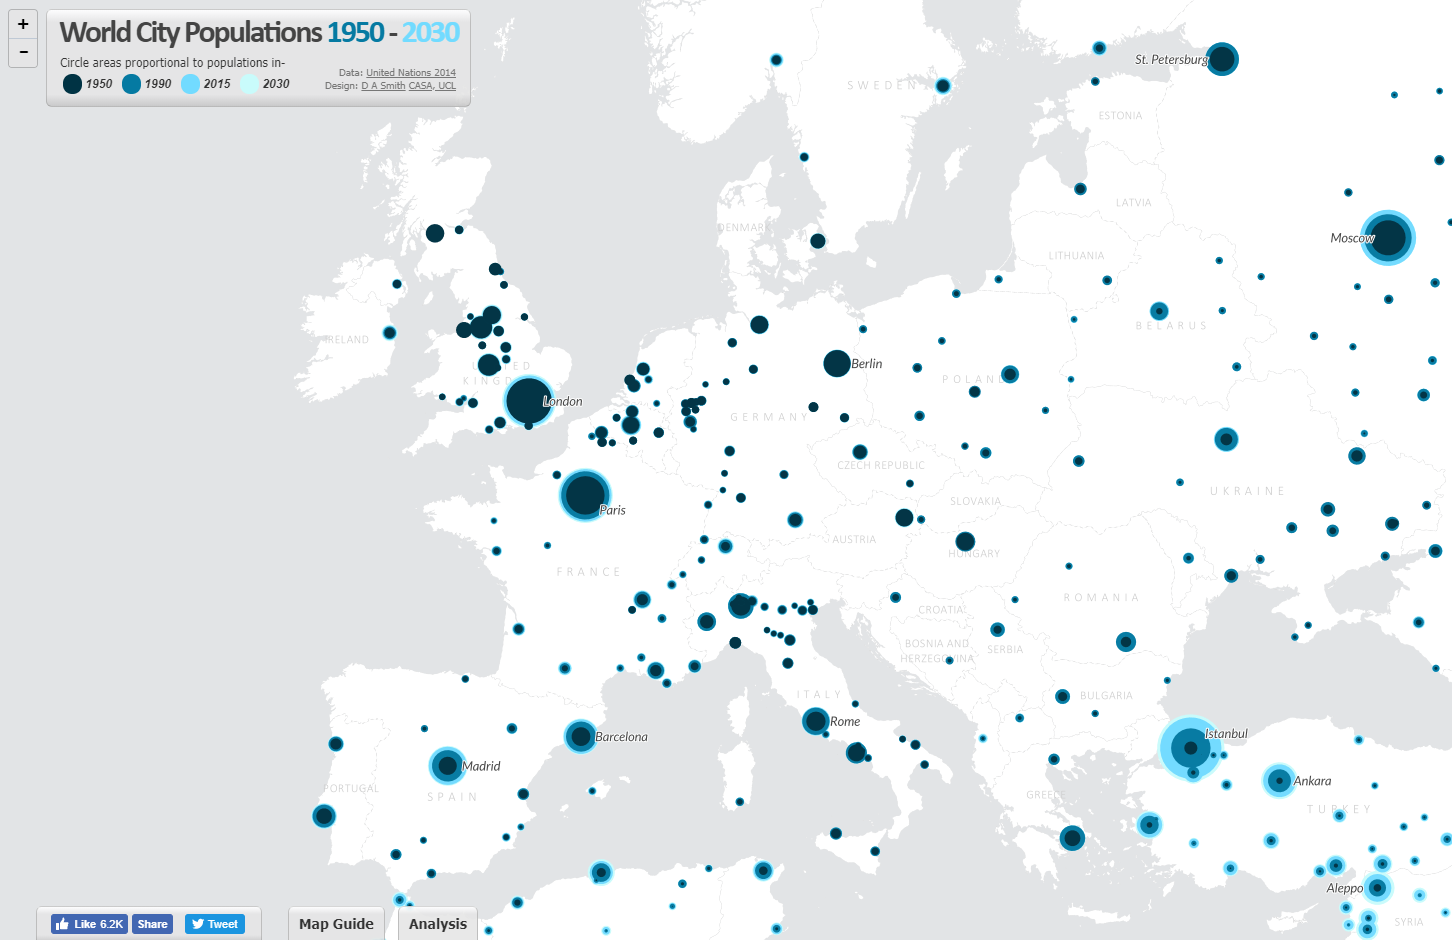 +
−
World City Populations 1950 - 2030
Circle areas proportional to populations in-
1950 1990 2015 2030
Data: United Nations 2014
Design: D A Smith CASA, UCL
St. Petersburg
SWEDEN
ESTONIA
LATVIA
DENMARK
Moscow
LITHUANIA
IRELAND
BELARUS
UNITED
KINGDOM
Berlin
POLAND
London
GERMANY
CZECH REPUBLIC
UKRAINE
SLOVAKIA
Paris
AUSTRIA
HUNGARY
FRANCE
ROMANIA
CROATIA
BOSNIA AND
HERZEGOVINA
SERBIA
ITALY
BULGARIA
Rome
Barcelona
Istanbul
Madrid
Ankara
PORTUGAL
SPAIN
GREECE
TURKEY
Aleppo
SYRIA
Like 6.2K Share Tweet
Map Guide
Analysis